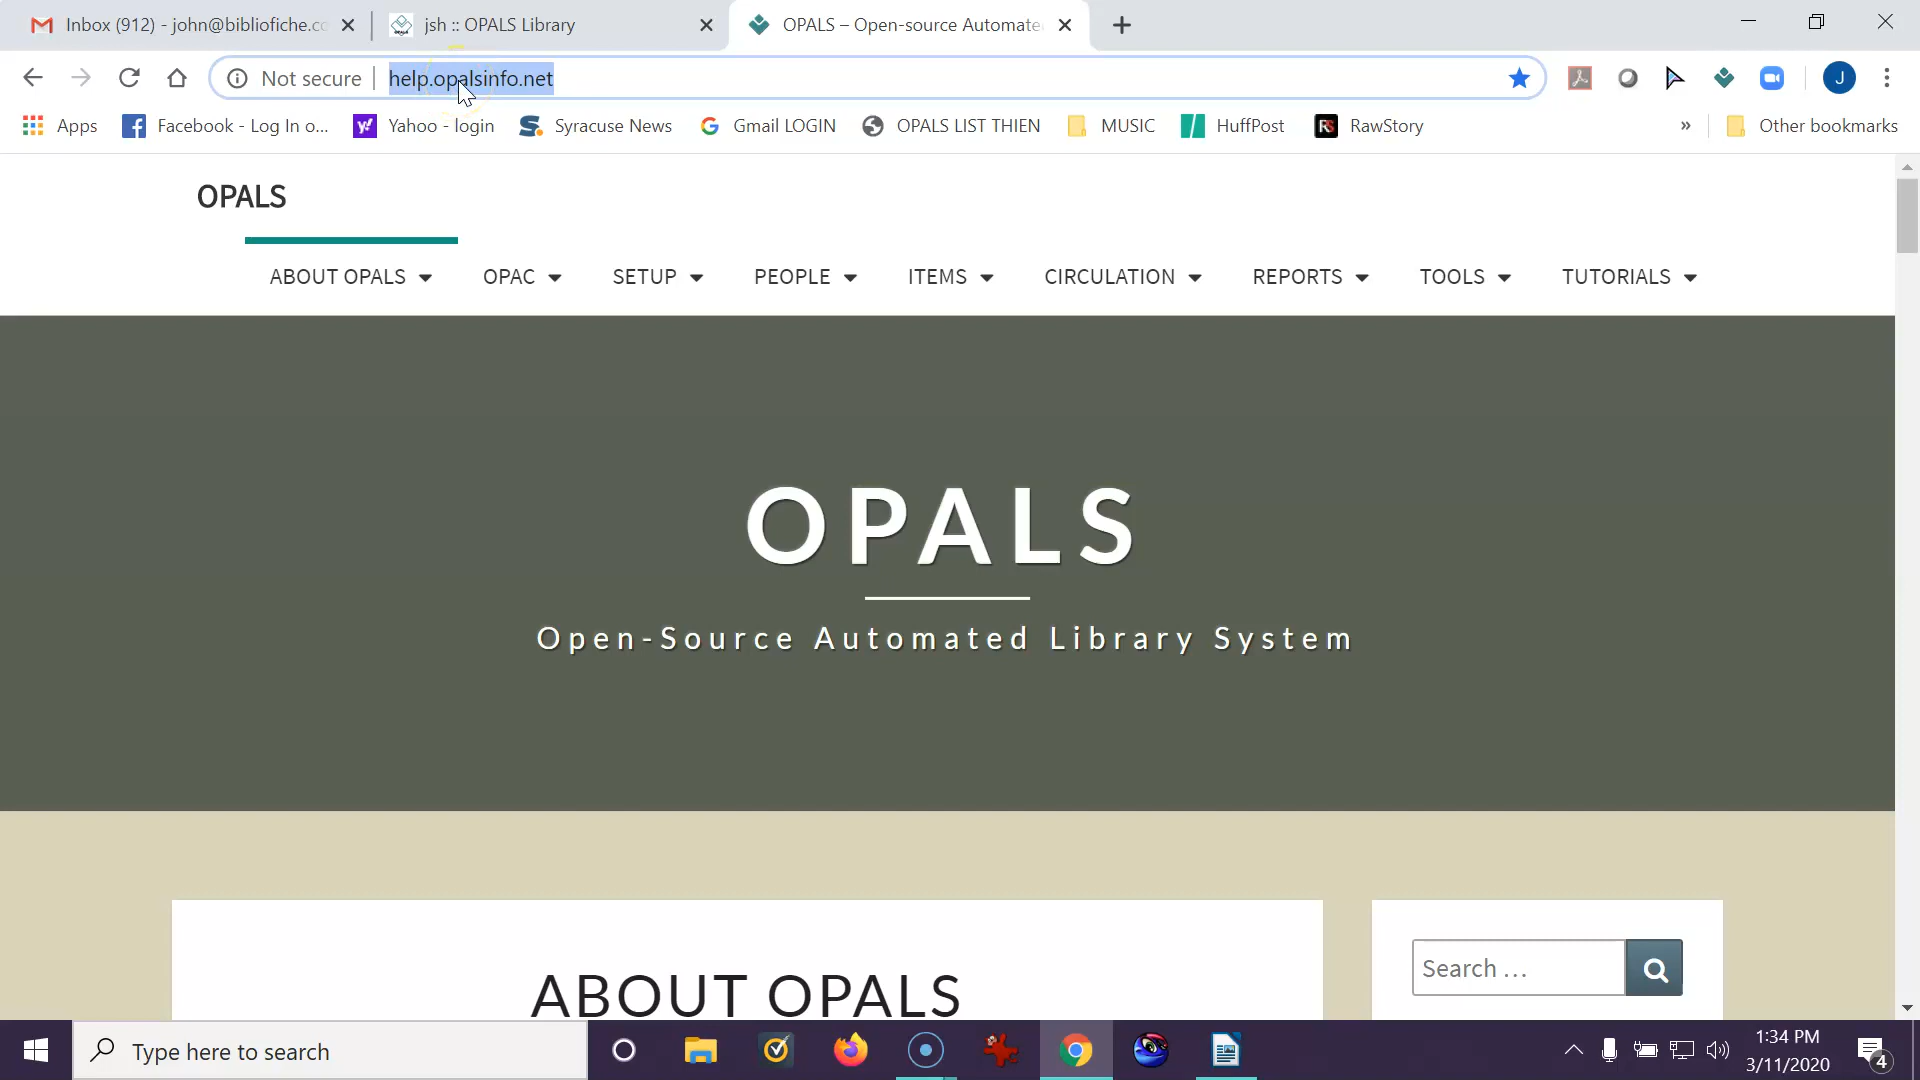 Inbox (912) - john@bibliofiche.co
jsh :: OPALS Library
OPALS – Open-source Automate
Not secure
help.opalsinfo.net
J
Apps
Facebook - Log In o...
Yahoo - login
Syracuse News
Gmail LOGIN
OPALS LIST THIEN
MUSIC
HuffPost
RawStory
»
Other bookmarks
OPALS
ABOUT OPALS
OPAC
SETUP
PEOPLE
ITEMS
CIRCULATION
REPORTS
TOOLS
TUTORIALS
OPALS
Open-Source Automated Library System
ABOUT OPALS
Search …
Type here to search
1:34 PM
3/11/2020
4